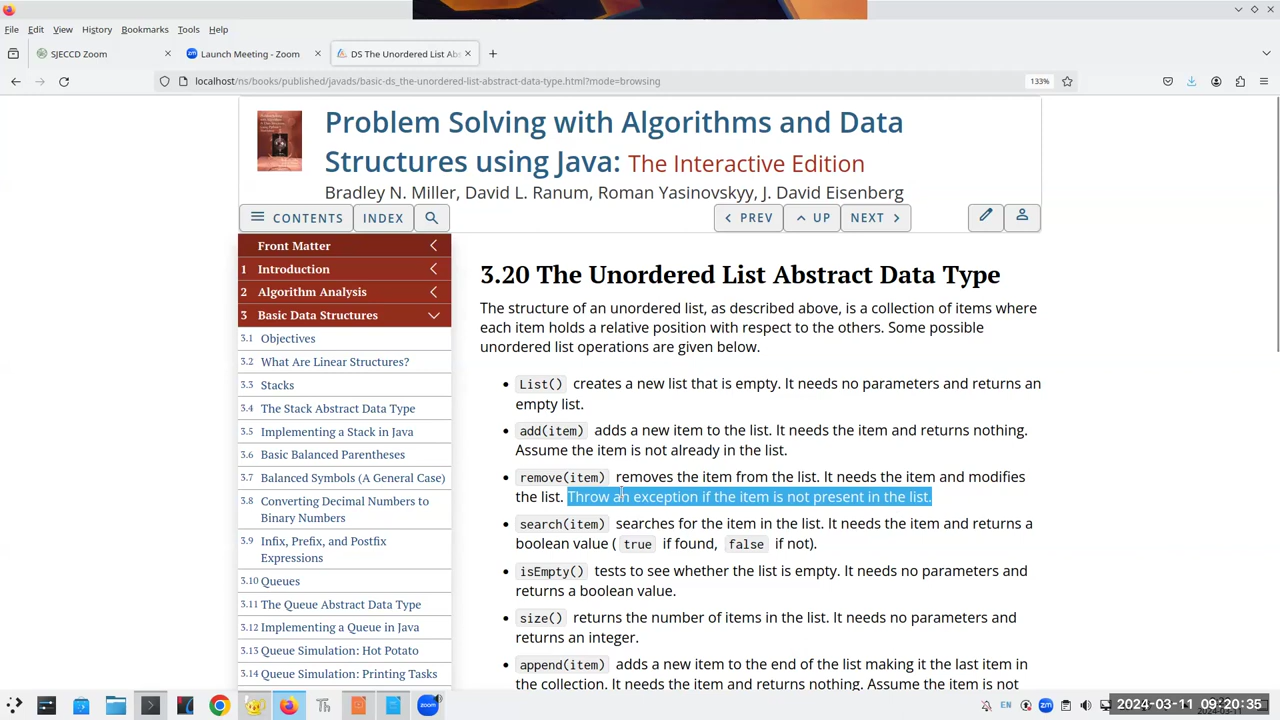 File Edit View History Bookmarks Tools Help
SJECCD Zoom
Launch Meeting - Zoom
DS The Unordered List Abs
localhost/ns/books/published/javads/basic-ds_the-unordered-list-abstract-data-type.html?mode=browsing
133%
Problem Solving with Algorithms and Data
Structures using Java: The Interactive Edition
Bradley N. Miller, David L. Ranum, Roman Yasinovskyy, J. David Eisenberg
CONTENTS INDEX PREV UP NEXT
Front Matter
1 Introduction
2 Algorithm Analysis
3 Basic Data Structures
3.1 Objectives
3.2 What Are Linear Structures?
3.3 Stacks
3.4 The Stack Abstract Data Type
3.5 Implementing a Stack in Java
3.6 Basic Balanced Parentheses
3.7 Balanced Symbols (A General Case)
3.8 Converting Decimal Numbers to
Binary Numbers
3.9 Infix, Prefix, and Postfix
Expressions
3.10 Queues
3.11 The Queue Abstract Data Type
3.12 Implementing a Queue in Java
3.13 Queue Simulation: Hot Potato
3.14 Queue Simulation: Printing Tasks
3.20 The Unordered List Abstract Data Type
The structure of an unordered list, as described above, is a collection of items where
each item holds a relative position with respect to the others. Some possible
unordered list operations are given below.
• List() creates a new list that is empty. It needs no parameters and returns an
empty list.
• add(item) adds a new item to the list. It needs the item and returns nothing.
Assume the item is not already in the list.
• remove(item) removes the item from the list. It needs the item and modifies
the list. Throw an exception if the item is not present in the list.
• search(item) searches for the item in the list. It needs the item and returns a
boolean value ( true if found, false if not).
• isEmpty() tests to see whether the list is empty. It needs no parameters and
returns a boolean value.
• size() returns the number of items in the list. It needs no parameters and
returns an integer.
• append(item) adds a new item to the end of the list making it the last item in
the collection. It needs the item and returns nothing. Assume the item is not
Th
zoom
zm
EN
2024-03-11 09:20:35